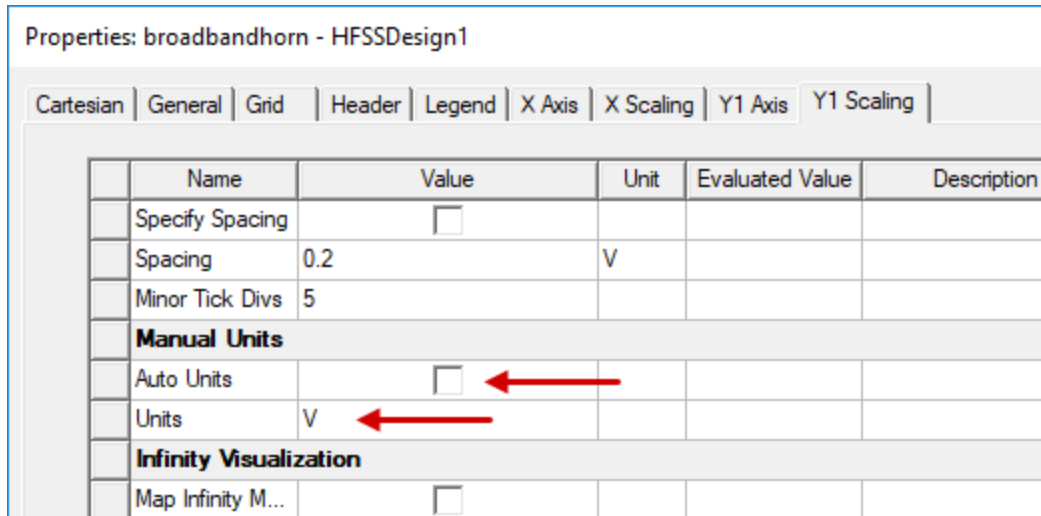 Properties: broadbandhorn - HFSSDesign1
Cartesian General Grid Header Legend X Axis X Scaling Y1 Axis Y1 Scaling
Name Value Unit Evaluated Value Description
Specify Spacing
Spacing 0.2 V
Minor Tick Divs 5
Manual Units
Auto Units
Units V
Infinity Visualization
Map Infinity M...